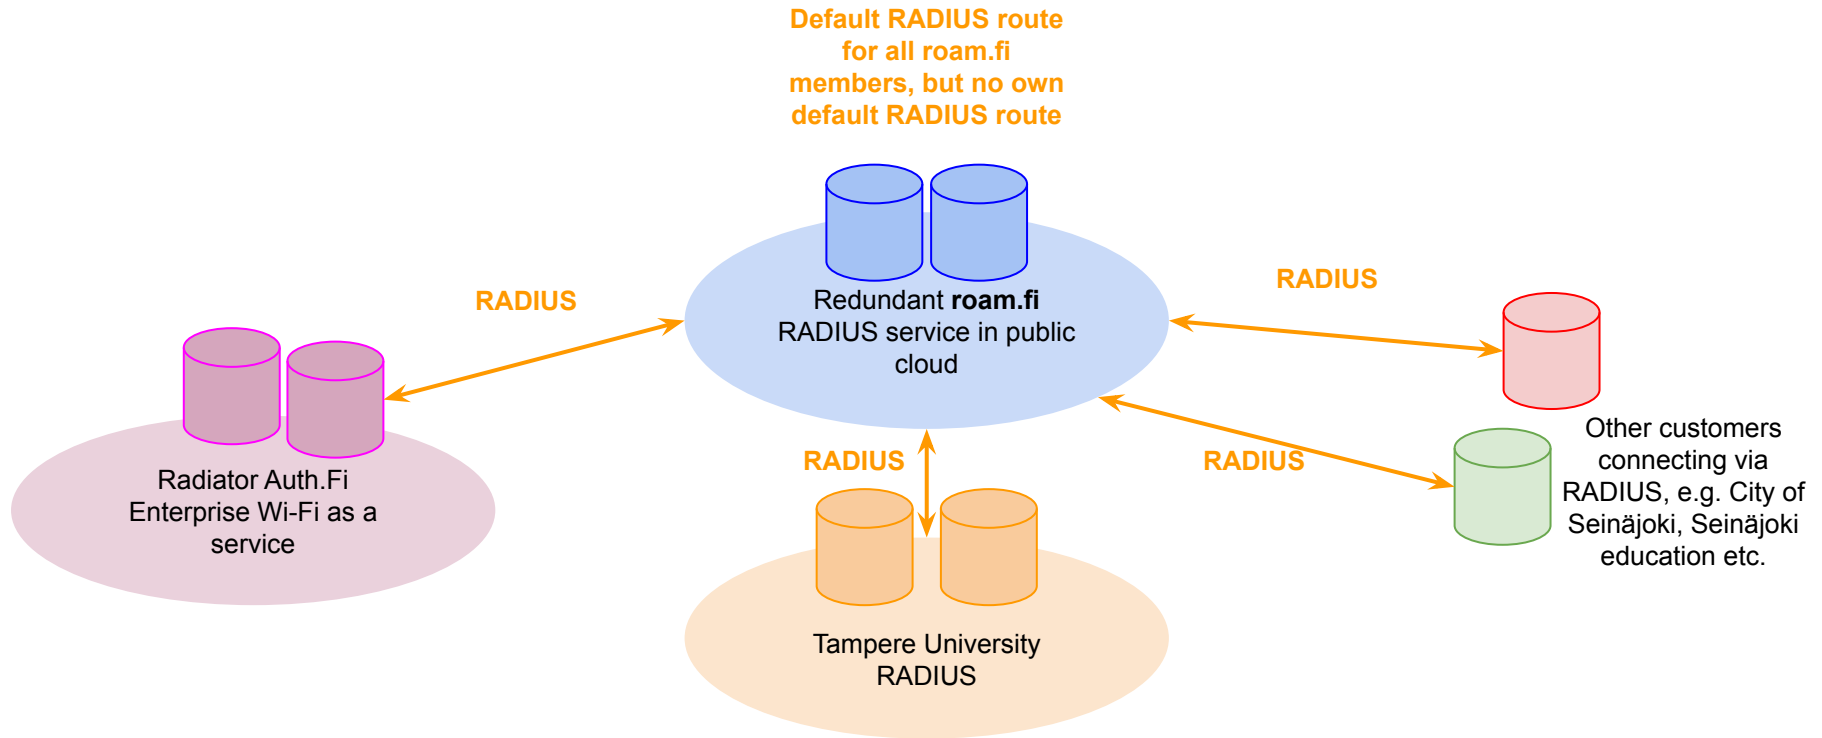 Default RADIUS route
for all roam.fi
members, but no own
default RADIUS route
RADIUS
RADIUS
Redundant roam.fi
RADIUS service in public
cloud
Radiator Auth.Fi
Enterprise Wi-Fi as a
service
RADIUS
RADIUS
Other customers
connecting via
RADIUS, e.g. City of
Seinäjoki, Seinäjoki
education etc.
Tampere University
RADIUS